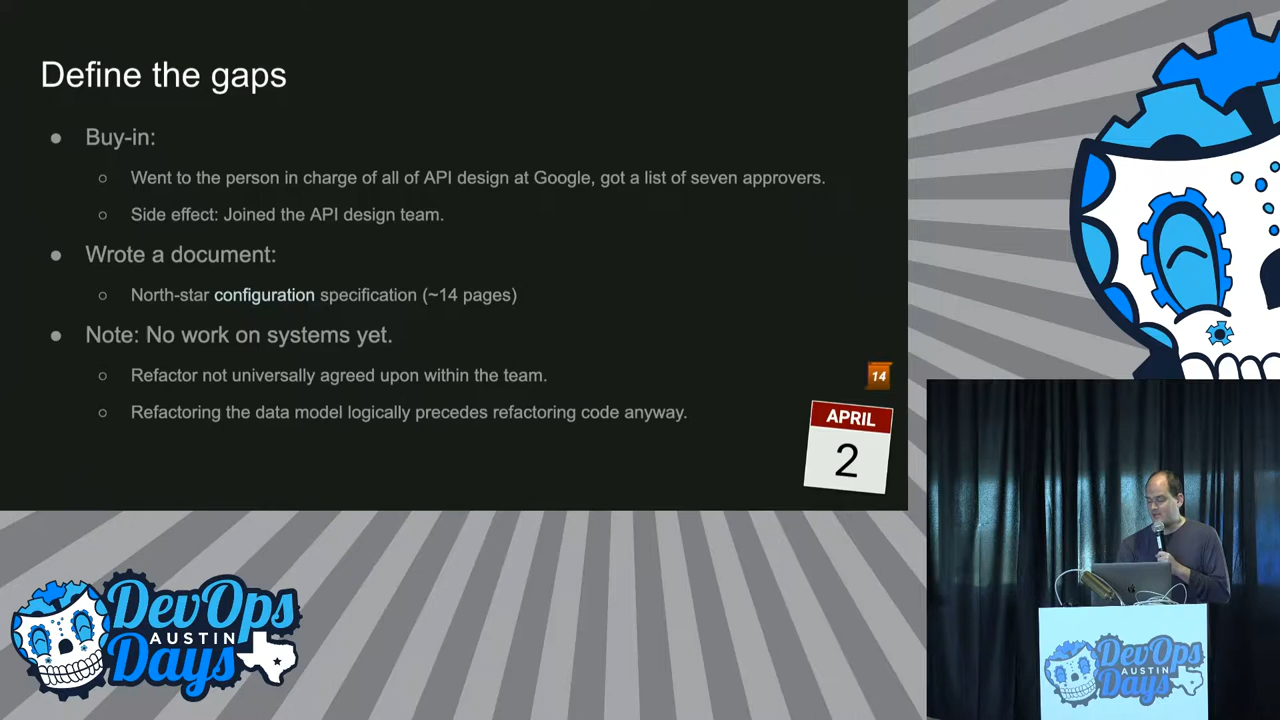 Define the gaps
● Buy-in:
○ Went to the person in charge of all of API design at Google, got a list of seven approvers.
○ Side effect: Joined the API design team.
● Wrote a document:
○ North-star configuration specification (~14 pages)
● Note: No work on systems yet.
○ Refactor not universally agreed upon within the team.
○ Refactoring the data model logically precedes refactoring code anyway.
14
APRIL
2
DevOps
AUSTIN
Days
DevOps
AUSTIN
Days